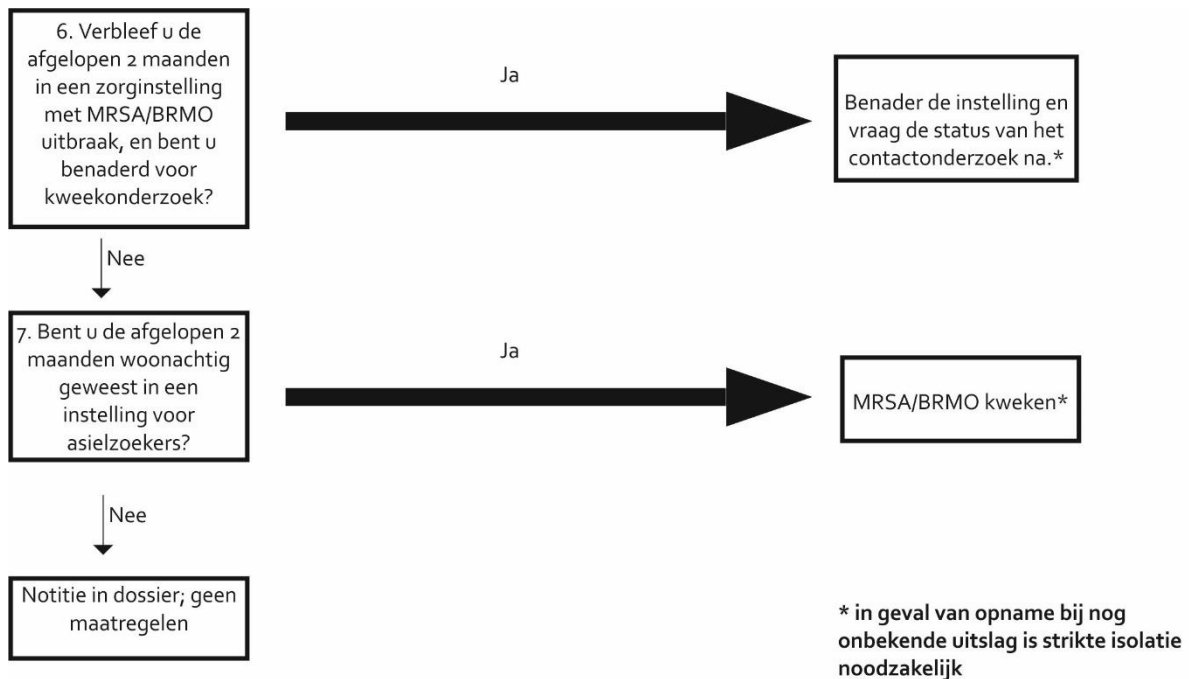 6. Verbleef u de
afgelopen 2 maanden
in een zorginstelling
met MRSA/BRMO
uitbraak, en bent u
benaderd voor
kweekonderzoek?
Ja
Benader de instelling en
vraag de status van het
contactonderzoek na.*
Nee
7. Bent u de afgelopen 2
maanden woonachtig
geweest in een
instelling voor
asielzoekers?
Ja
MRSA/BRMO kweken*
Nee
Notitie in dossier; geen
maatregelen
* in geval van opname bij nog
onbekende uitslag is strikte isolatie
noodzakelijk